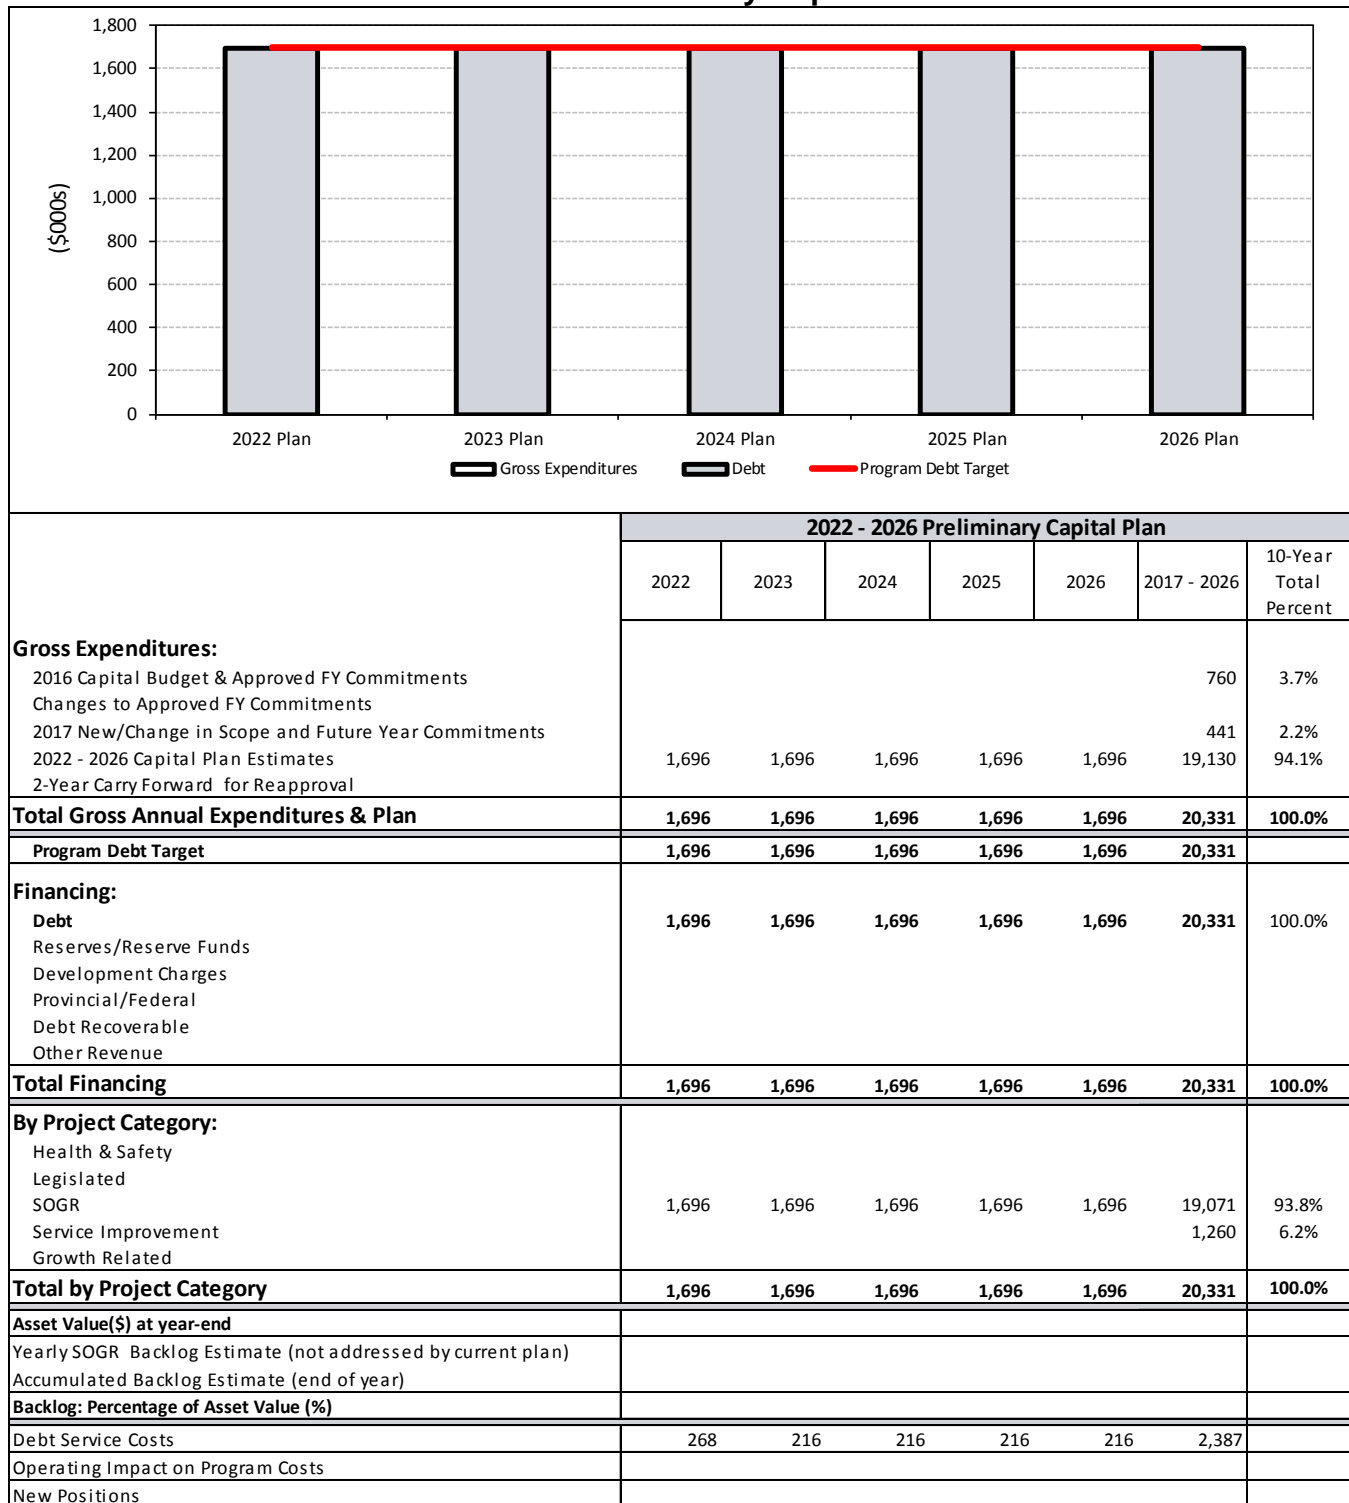 1,800
1,600
1,400
1,200
1,000
800
600
400
200
0
($000s)
2022 Plan 2023 Plan 2024 Plan 2025 Plan 2026 Plan
Gross Expenditures Debt Program Debt Target
2022 - 2026 Preliminary Capital Plan
2022 2023 2024 2025 2026 2017 - 2026 10-Year Total Percent
Gross Expenditures:
2016 Capital Budget & Approved FY Commitments 760 3.7%
Changes to Approved FY Commitments
2017 New/Change in Scope and Future Year Commitments 441 2.2%
2022 - 2026 Capital Plan Estimates 1,696 1,696 1,696 1,696 1,696 19,130 94.1%
2-Year Carry Forward for Reapproval
Total Gross Annual Expenditures & Plan 1,696 1,696 1,696 1,696 1,696 20,331 100.0%
Program Debt Target 1,696 1,696 1,696 1,696 1,696 20,331
Financing:
Debt 1,696 1,696 1,696 1,696 1,696 20,331 100.0%
Reserves/Reserve Funds
Development Charges
Provincial/Federal
Debt Recoverable
Other Revenue
Total Financing 1,696 1,696 1,696 1,696 1,696 20,331 100.0%
By Project Category:
Health & Safety
Legislated
SOGR 1,696 1,696 1,696 1,696 1,696 19,071 93.8%
Service Improvement 1,260 6.2%
Growth Related
Total by Project Category 1,696 1,696 1,696 1,696 1,696 20,331 100.0%
Asset Value($) at year-end
Yearly SOGR Backlog Estimate (not addressed by current plan)
Accumulated Backlog Estimate (end of year)
Backlog: Percentage of Asset Value (%)
Debt Service Costs 268 216 216 216 216 2,387
Operating Impact on Program Costs
New Positions